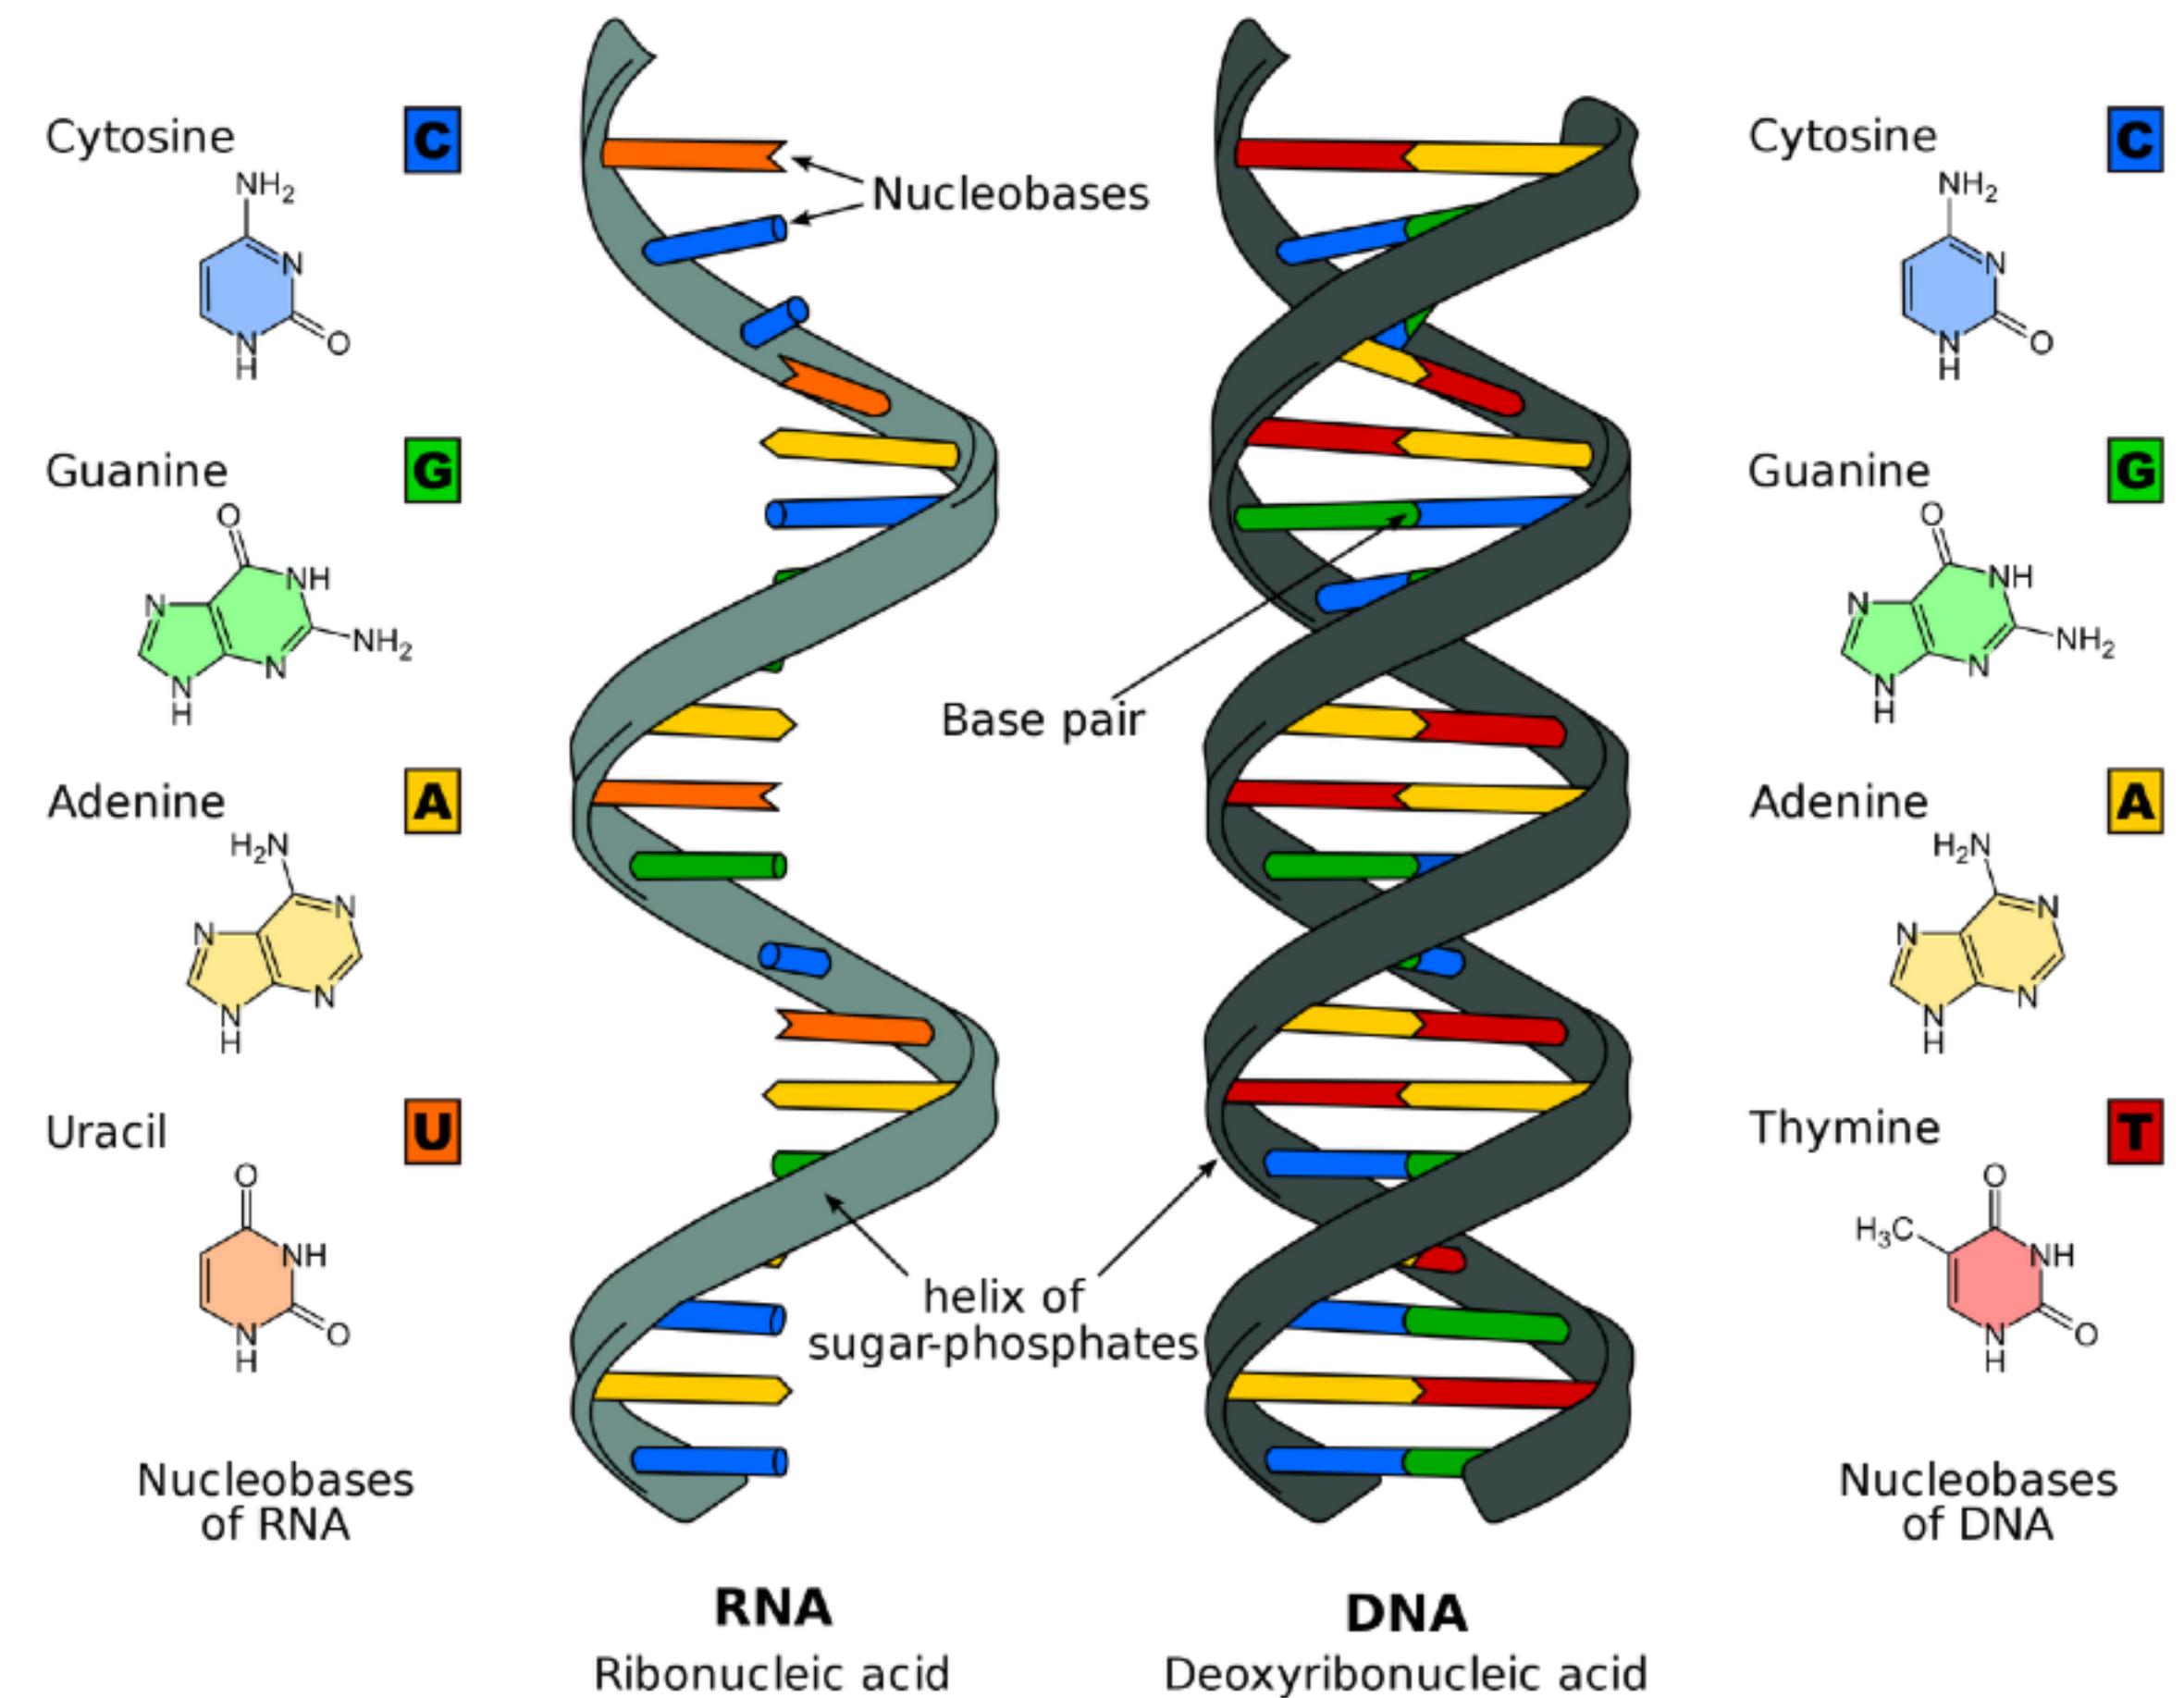 Cytosine
C
NH2
N
N
H
O
Guanine
G
O
N
NH
NH2
N
N
H
Adenine
A
H2N
N
N
N
N
H
Uracil
U
O
NH
N
H
O
Nucleobases
of RNA
Nucleobases
Base pair
helix of
sugar-phosphates
RNA
Ribonucleic acid
DNA
Deoxyribonucleic acid
Cytosine
C
NH2
N
N
H
O
Guanine
G
O
N
NH
NH2
N
N
H
Adenine
A
H2N
N
N
N
N
H
Thymine
T
O
H3C
NH
N
H
O
Nucleobases
of DNA